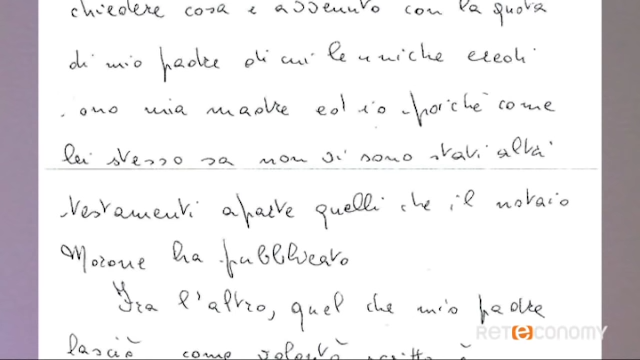 chiedere cosa è avvenuto con la quota
di mio padre di cui le uniche eredi
sono mia madre ed io poiché come
lei stesso sa non vi sono stati altri
testamenti aparte quelli che il notaio
Morone ha pubblicato
Fra l'altro, quel che mio padre
lasciò come volontà scritta è
RETECONOMY